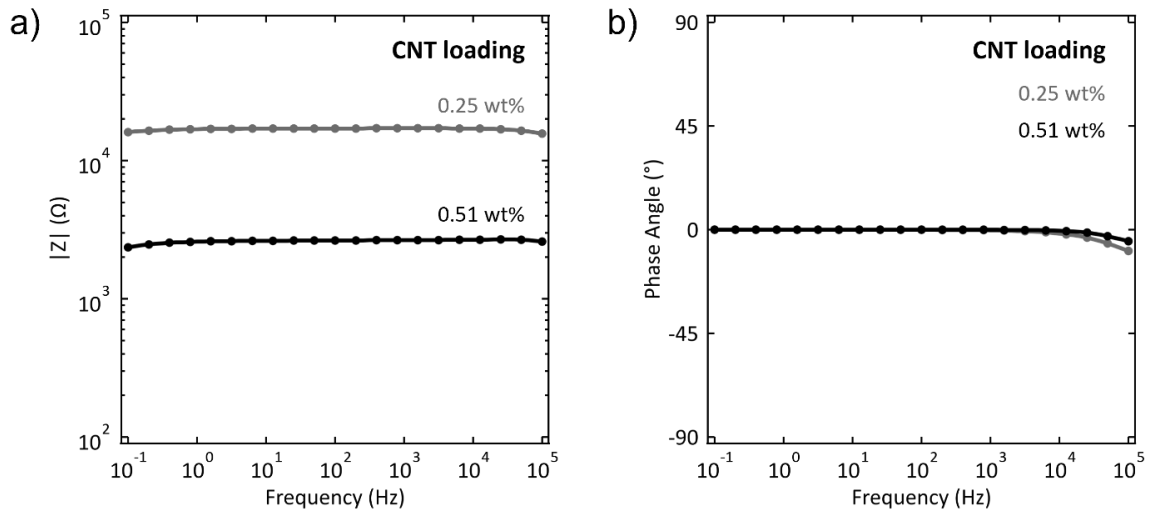 a)
CNT loading
0.25 wt%
0.51 wt%
|Z| (Ω)
10^5
10^4
10^3
10^2
10^-1 10^0 10^1 10^2 10^3 10^4 10^5
Frequency (Hz)
b)
CNT loading
0.25 wt%
0.51 wt%
Phase Angle (°)
90
45
0
-45
-90
10^-1 10^0 10^1 10^2 10^3 10^4 10^5
Frequency (Hz)